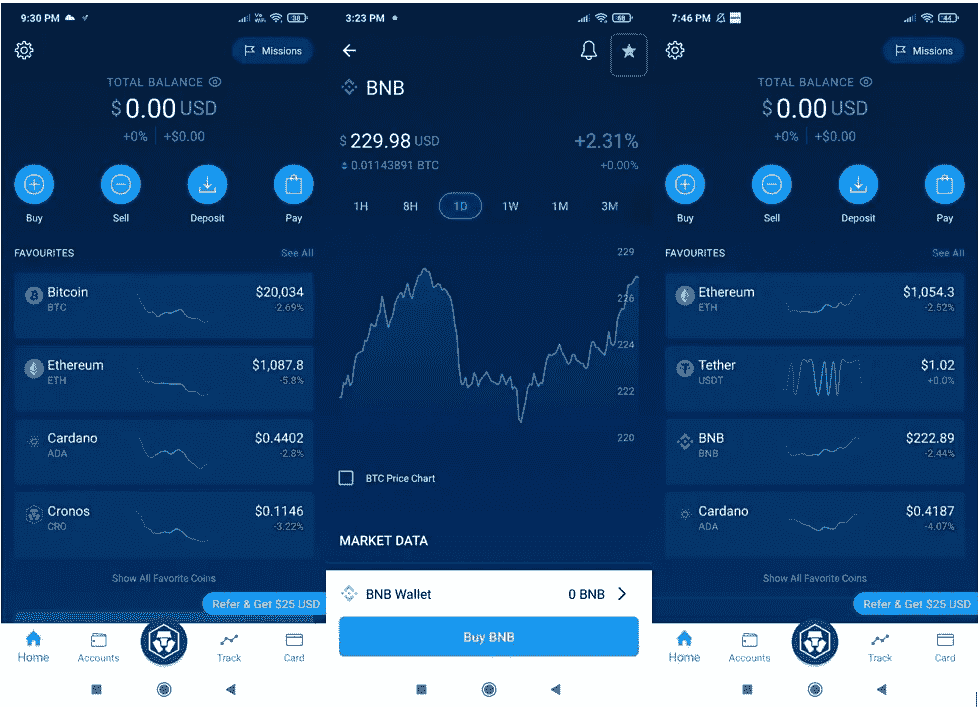 9:30 PM
Vo WiFi
38
Missions
TOTAL BALANCE
$0.00 USD
+0% +$0.00
Buy Sell Deposit Pay
FAVOURITES See All
Bitcoin $20,034
BTC -2.69%
Ethereum $1,087.8
ETH -5.8%
Cardano $0.4402
ADA -2.8%
Cronos $0.1146
CRO -3.22%
Show All Favorite Coins
Refer & Get $25 USD
Home Accounts Track Card
3:23 PM 68
BNB
$ 229.98 USD +2.31%
0.01143891 BTC +0.00%
1H 8H 1D 1W 1M 3M
229
226
224
222
220
BTC Price Chart
MARKET DATA
BNB Wallet 0 BNB
Buy BNB
7:46 PM 44
Missions
TOTAL BALANCE
$0.00 USD
+0% +$0.00
Buy Sell Deposit Pay
FAVOURITES See All
Ethereum $1,054.3
ETH -2.52%
Tether $1.02
USDT +0.0%
BNB $222.89
BNB -2.44%
Cardano $0.4187
ADA -4.07%
Show All Favorite Coins
Refer & Get $25 USD
Home Accounts Track Card